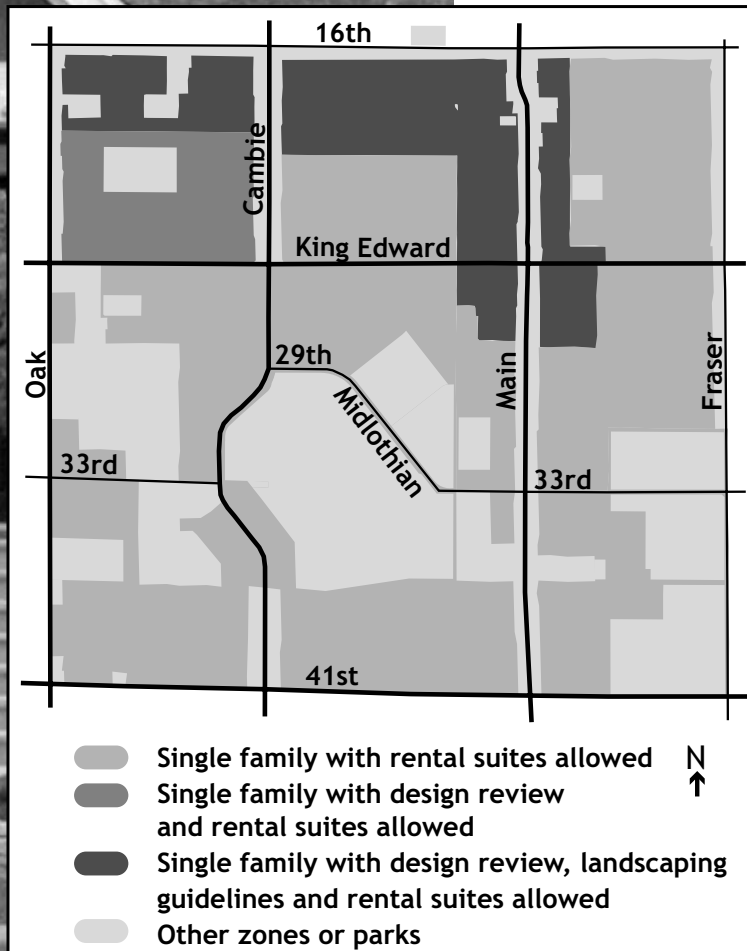 16th
Cambie
King Edward
Oak
29th
Main
Fraser
Midlothian
33rd
33rd
41st
Single family with rental suites allowed
N
Single family with design review
and rental suites allowed
Single family with design review, landscaping
guidelines and rental suites allowed
Other zones or parks